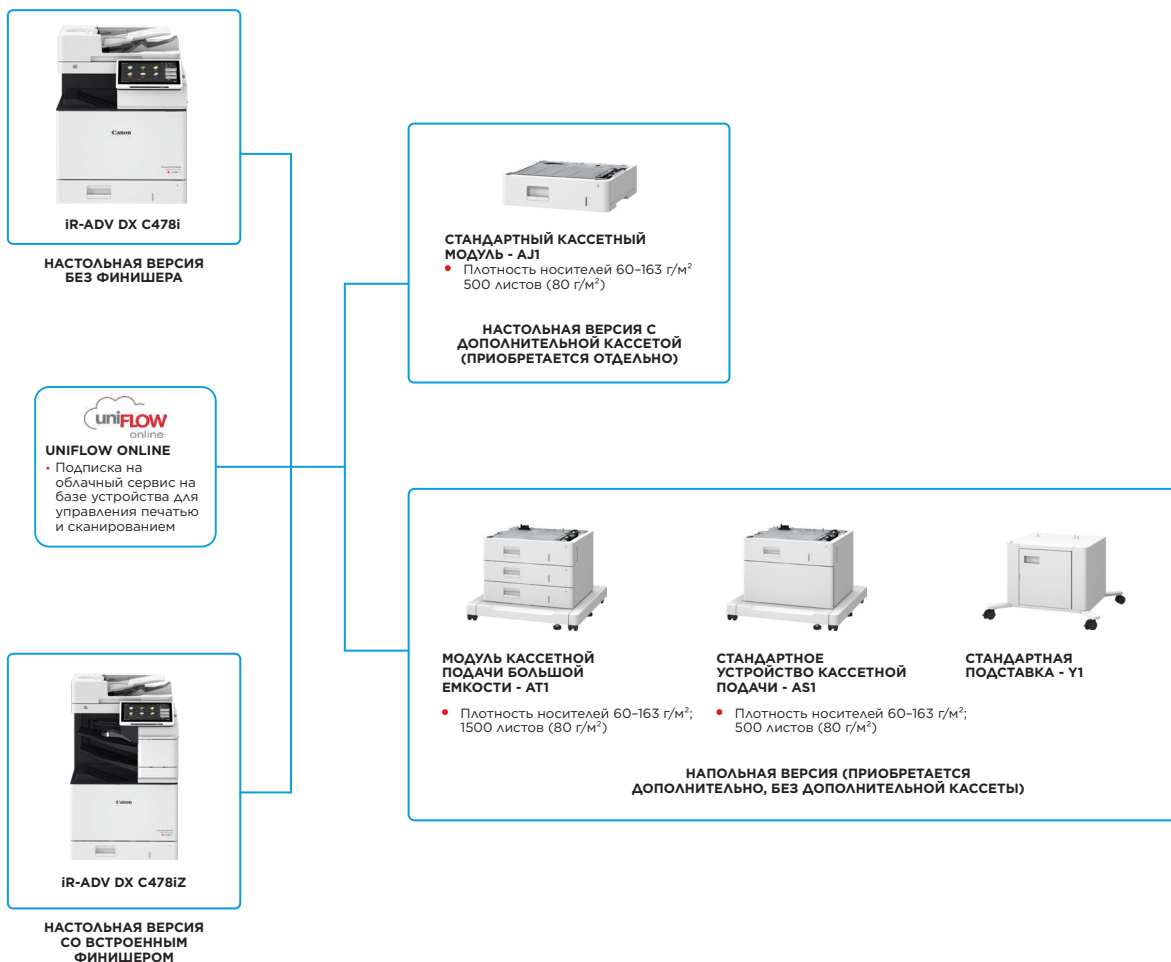 Canon
iR-ADV DX C478i
НАСТОЛЬНАЯ ВЕРСИЯ
БЕЗ ФИНИШЕРА
СТАНДАРТНЫЙ КАССЕТНЫЙ
МОДУЛЬ - AJ1
• Плотность носителей 60–163 г/м²
500 листов (80 г/м²)
НАСТОЛЬНАЯ ВЕРСИЯ С
ДОПОЛНИТЕЛЬНОЙ КАССЕТОЙ
(ПРИОБРЕТАЕТСЯ ОТДЕЛЬНО)
uniFLOW
online
UNIFLOW ONLINE
• Подписка на
облачный сервис на
базе устройства для
управления печатью
и сканированием
МОДУЛЬ КАССЕТНОЙ
ПОДАЧИ БОЛЬШОЙ
ЕМКОСТИ - AT1
• Плотность носителей 60–163 г/м²;
1500 листов (80 г/м²)
СТАНДАРТНОЕ
УСТРОЙСТВО КАССЕТНОЙ
ПОДАЧИ - AS1
• Плотность носителей 60–163 г/м²;
500 листов (80 г/м²)
СТАНДАРТНАЯ
ПОДСТАВКА - Y1
НАПОЛЬНАЯ ВЕРСИЯ (ПРИОБРЕТАЕТСЯ
ДОПОЛНИТЕЛЬНО, БЕЗ ДОПОЛНИТЕЛЬНОЙ КАССЕТЫ)
Canon
iR-ADV DX C478iZ
НАСТОЛЬНАЯ ВЕРСИЯ
СО ВСТРОЕННЫМ
ФИНИШЕРОМ